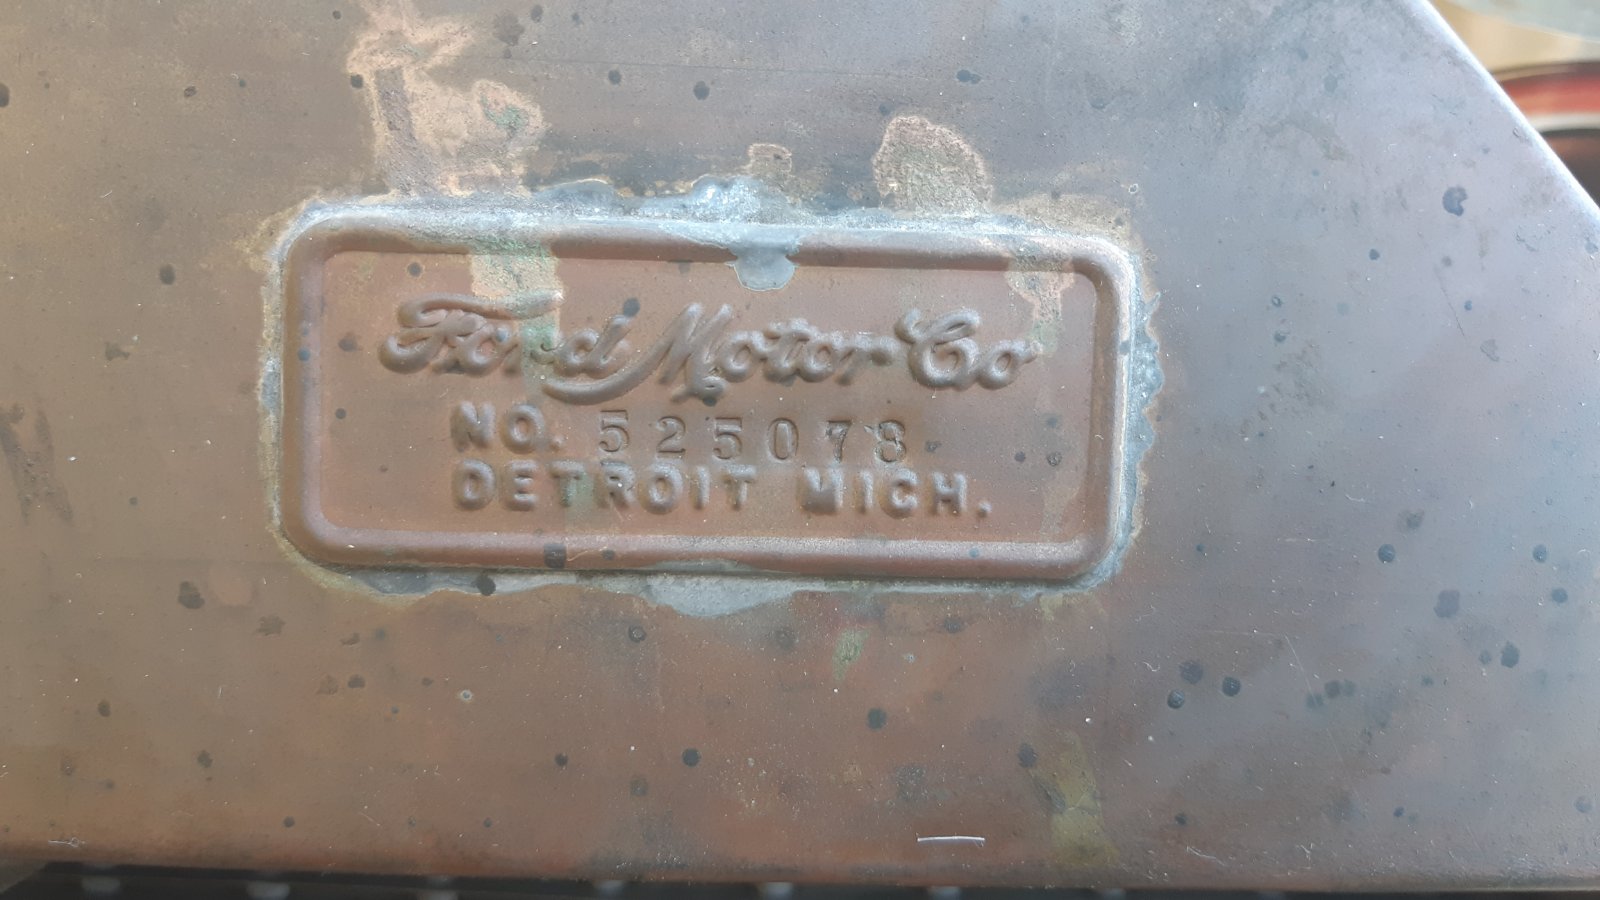 Ford Motor Co
NO. 525078
DETROIT MICH.